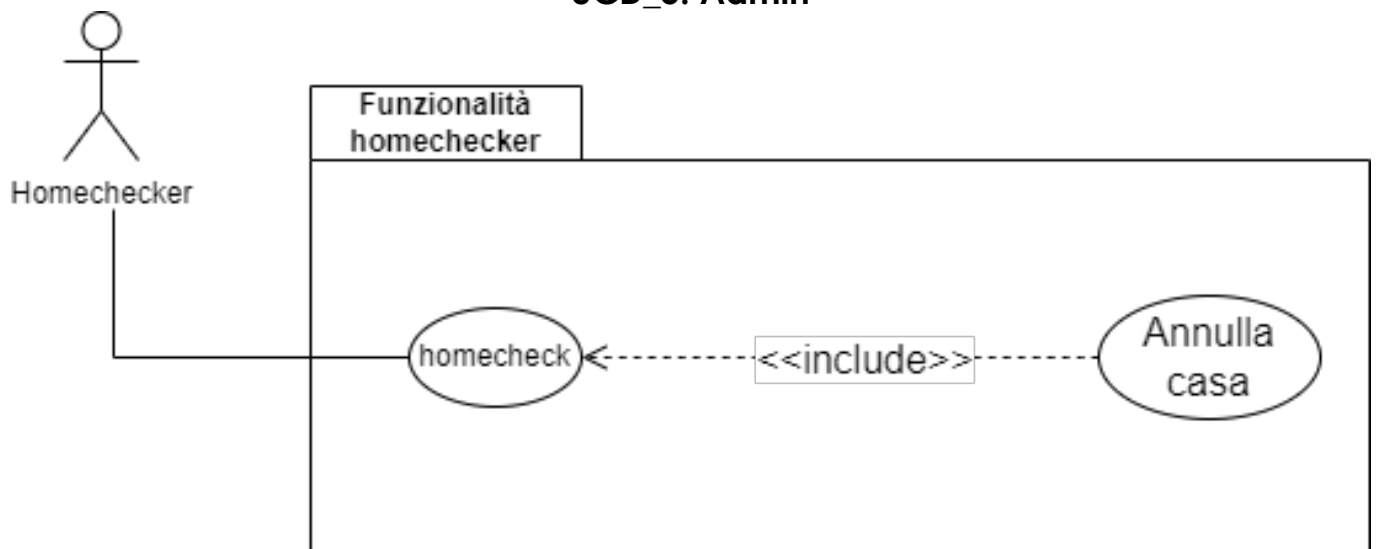 Funzionalità
homechecker
Homechecker
homecheck
<<include>>
Annulla
casa